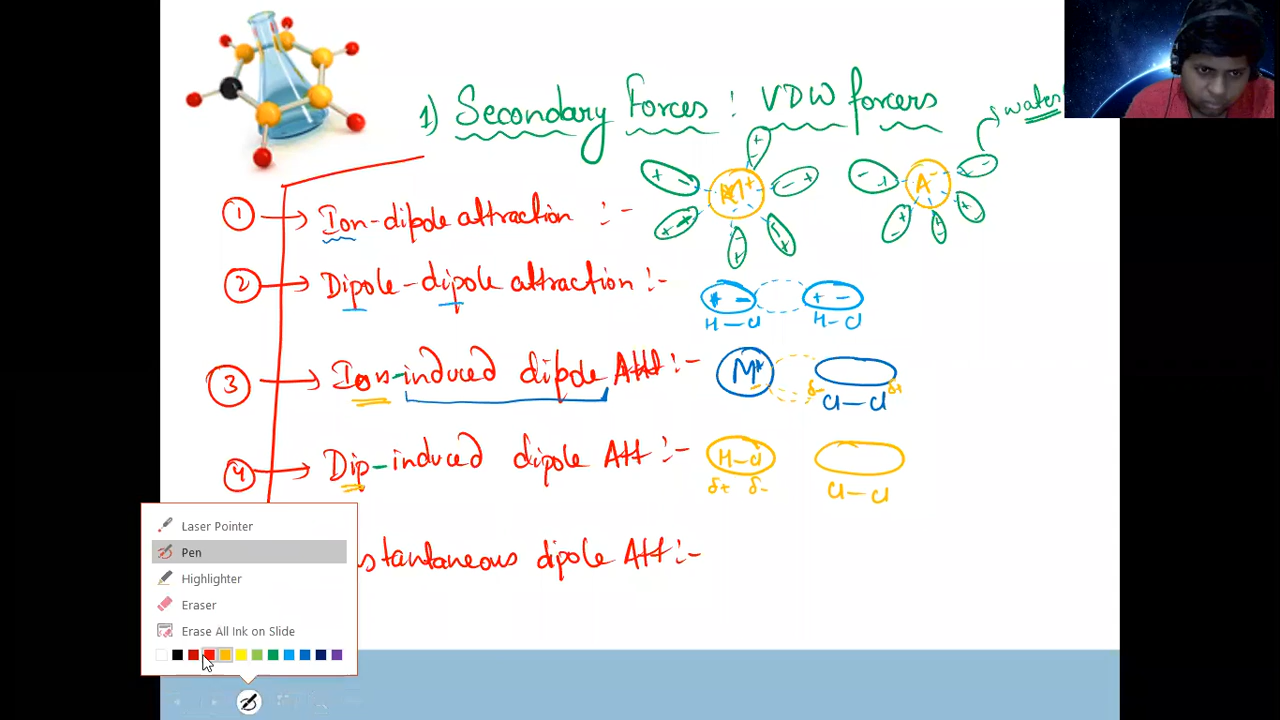 1) Secondary Forces : VDW forcers
water
① → Ion-dipole attraction :-
M+
A-
+ -
+ -
+ -
- +
+ -
+ -
+ -
- +
- +
+ -
+ -
+ -
② → Dipole-dipole attraction :-
+ -
+ -
H-Cl
H-Cl
③ → Ion-induced dipole Att :-
M+
δ- δ+
Cl-Cl
④ → Dip-induced dipole Att :-
H-Cl
δ+ δ-
Cl-Cl
stantaneous dipole Att :-
Laser Pointer
Pen
Highlighter
Eraser
Erase All Ink on Slide